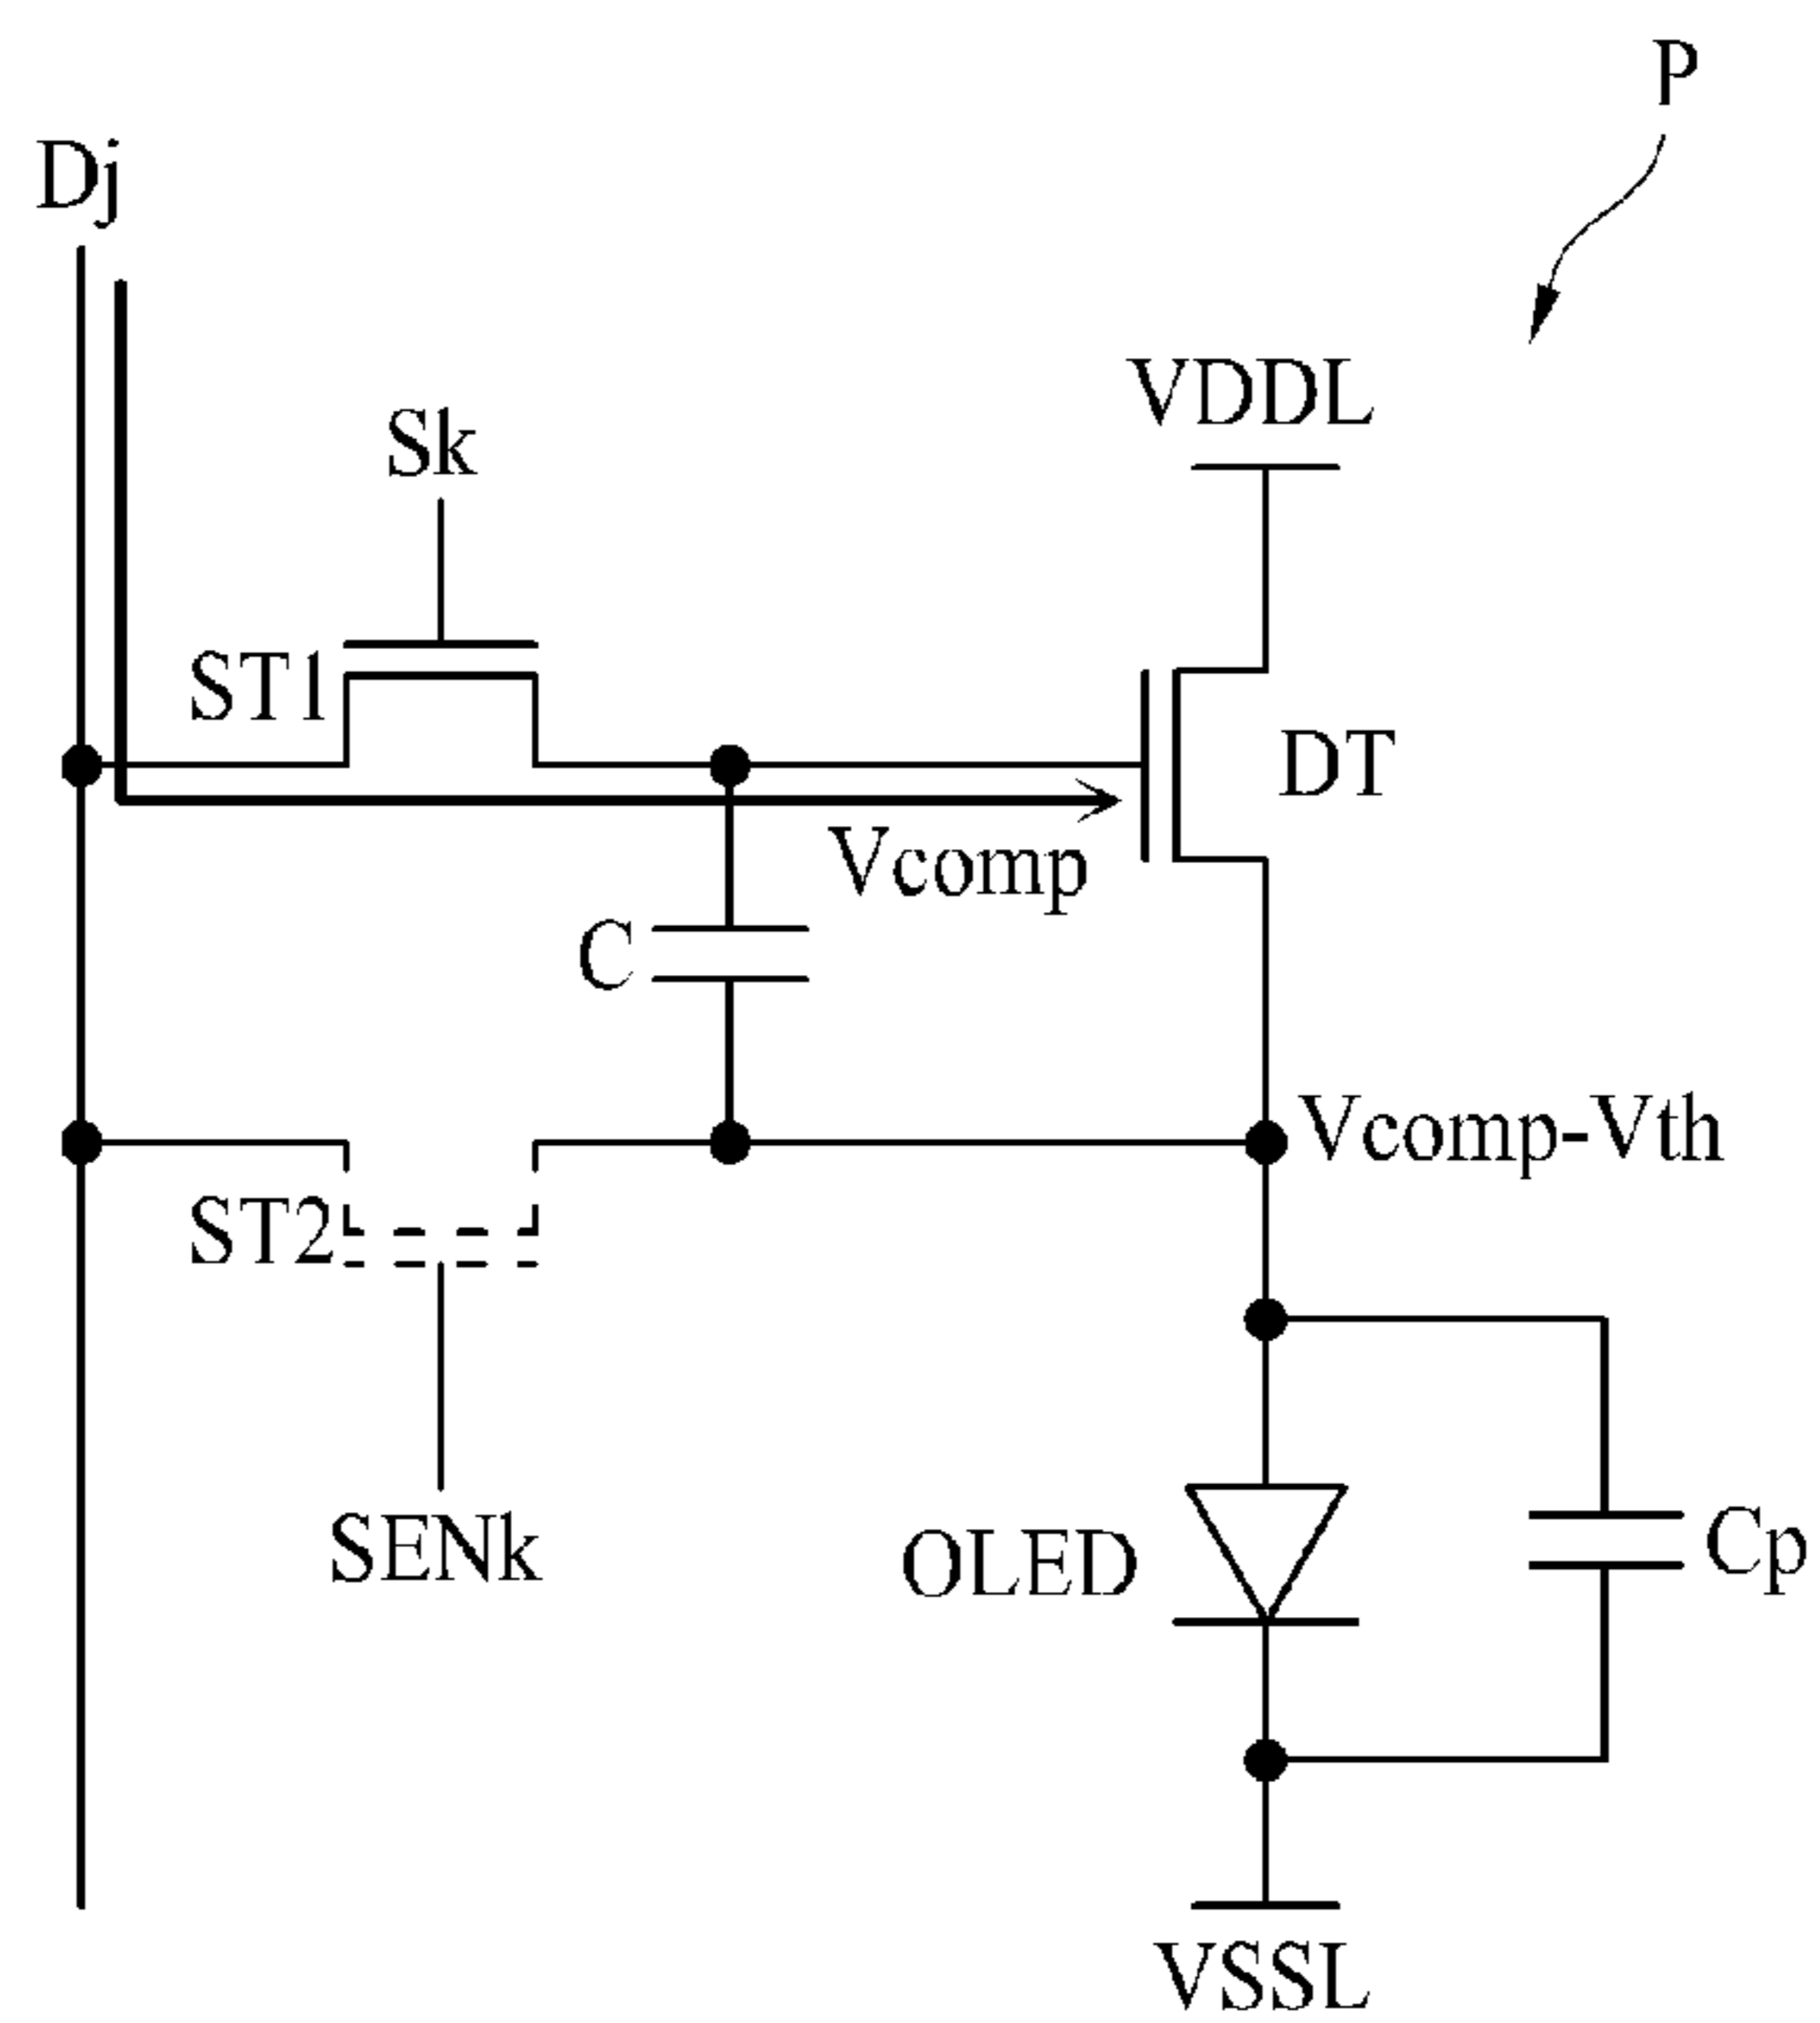 P
Dj
VDDL
Sk
ST1
DT
Vcomp
C
Vcomp-Vth
ST2
SENk
OLED
Cp
VSSL